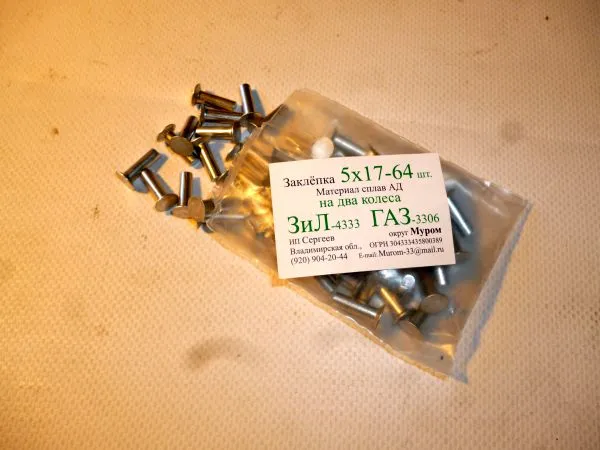 Заклёпка 5х17-64 шт.
Материал сплав АД
на два колеса
ЗиЛ-4333 ГАЗ-3306
ИП Сергеев округ Муром
Владимирская обл., ОГРН 304333435800389
(920) 904-20-44 E-mail: Murom-33@mail.ru